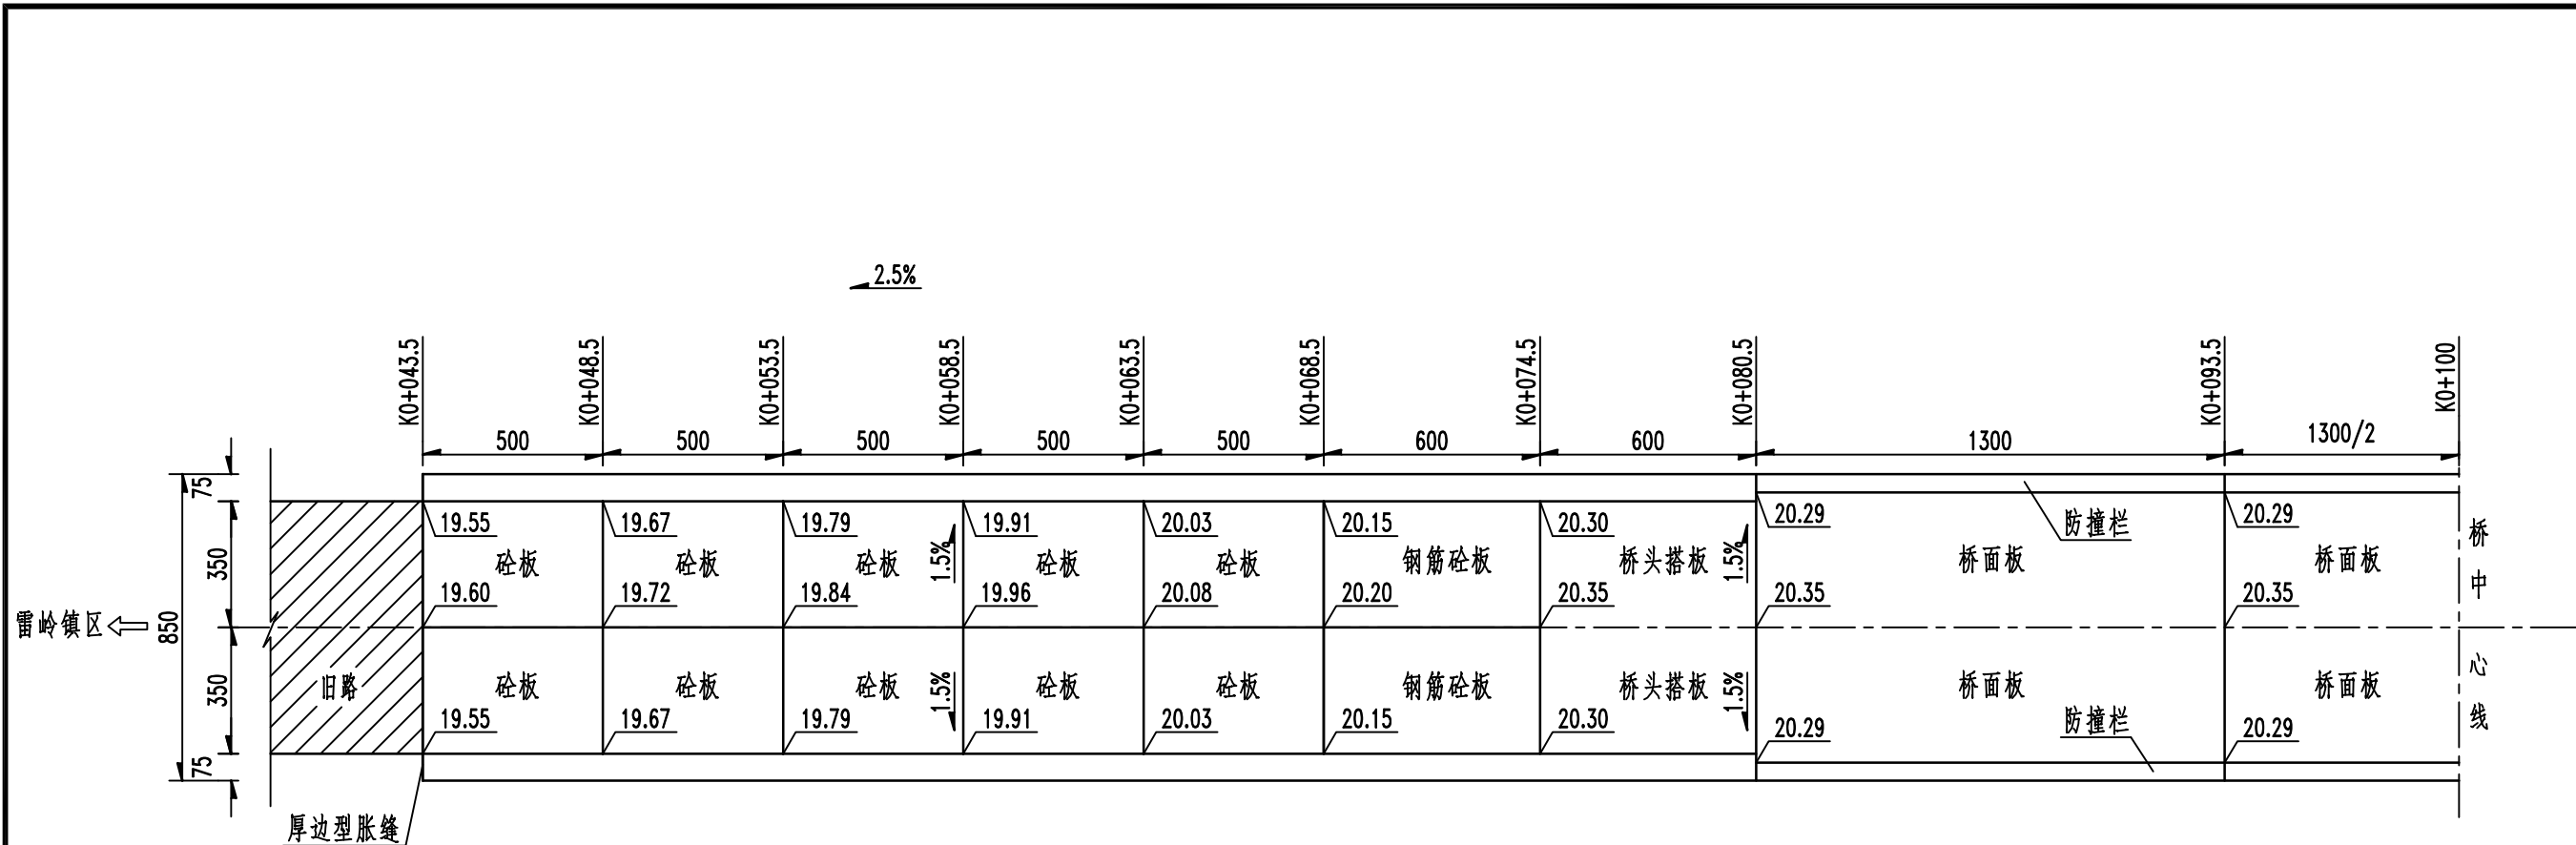 2.5%
K0+043.5 K0+048.5 K0+053.5 K0+058.5 K0+063.5 K0+068.5 K0+074.5 K0+080.5 K0+093.5 K0+100
500 500 500 500 500 600 600 1300 1300/2
75
350
850
350
75
19.55 19.67 19.79 19.91 20.03 20.15 20.30 20.29 20.29
防撞栏
砼板 砼板 砼板 1.5% 砼板 砼板 钢筋砼板 桥头搭板 1.5% 桥面板 桥面板
19.60 19.72 19.84 19.96 20.08 20.20 20.35 20.35 20.35
雷岭镇区
桥中心线
旧路
砼板 砼板 砼板 1.5% 砼板 砼板 钢筋砼板 桥头搭板 1.5% 桥面板 桥面板
19.55 19.67 19.79 19.91 20.03 20.15 20.30 20.29 20.29
防撞栏
厚边型胀缝